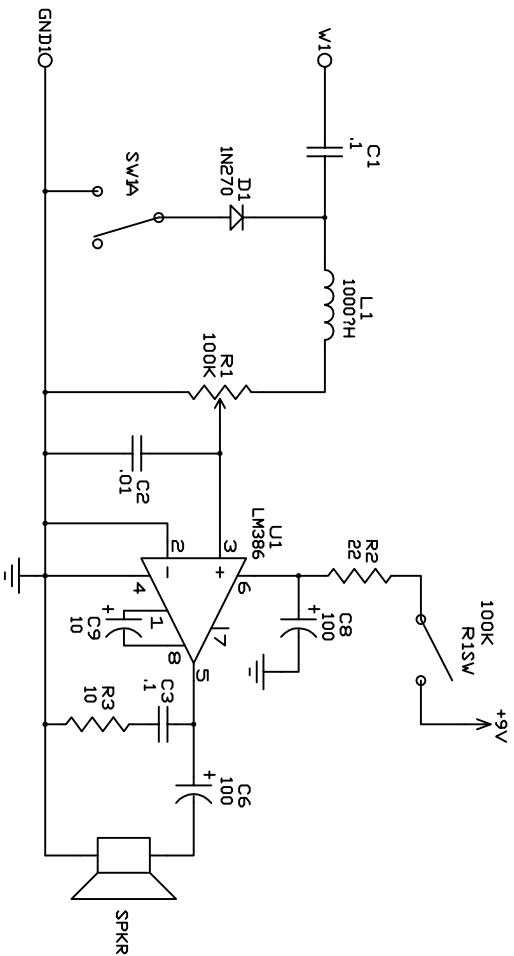 GND1
W1
C1
.1
D1
1N270
SW1A
L1
1000?H
R1
100K
C2
.01
U1
LM386
2
3
4
6
1
7
8
5
-
+
R2
22
+
C8
100
100K
R1SW
+9V
+
C9
10
C3
.1
R3
10
+
C6
100
SPKR